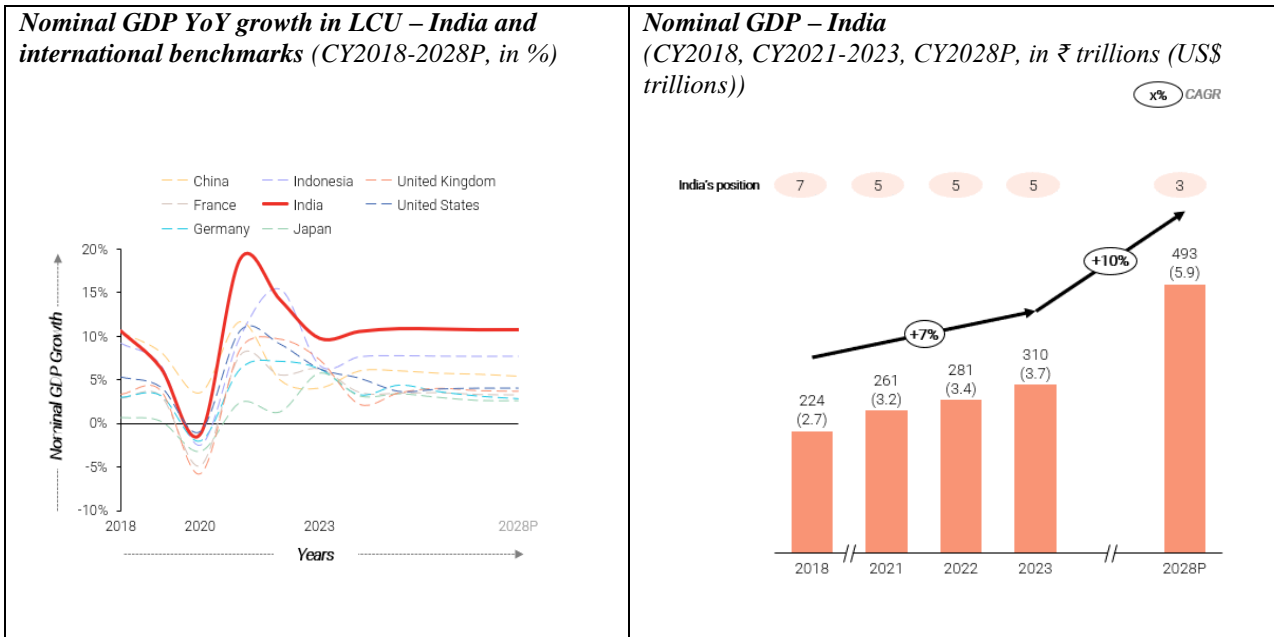 Nominal GDP YoY growth in LCU – India and
international benchmarks (CY2018-2028P, in %)
China
Indonesia
United Kingdom
France
India
United States
Germany
Japan
20%
15%
10%
5%
0%
-5%
-10%
Nominal GDP Growth
2018
2020
2023
2028P
Years
Nominal GDP – India
(CY2018, CY2021-2023, CY2028P, in ₹ trillions (US$
trillions))
x% CAGR
India's position 7 5 5 5 3
+7%
+10%
224
(2.7)
261
(3.2)
281
(3.4)
310
(3.7)
493
(5.9)
2018 2021 2022 2023 2028P